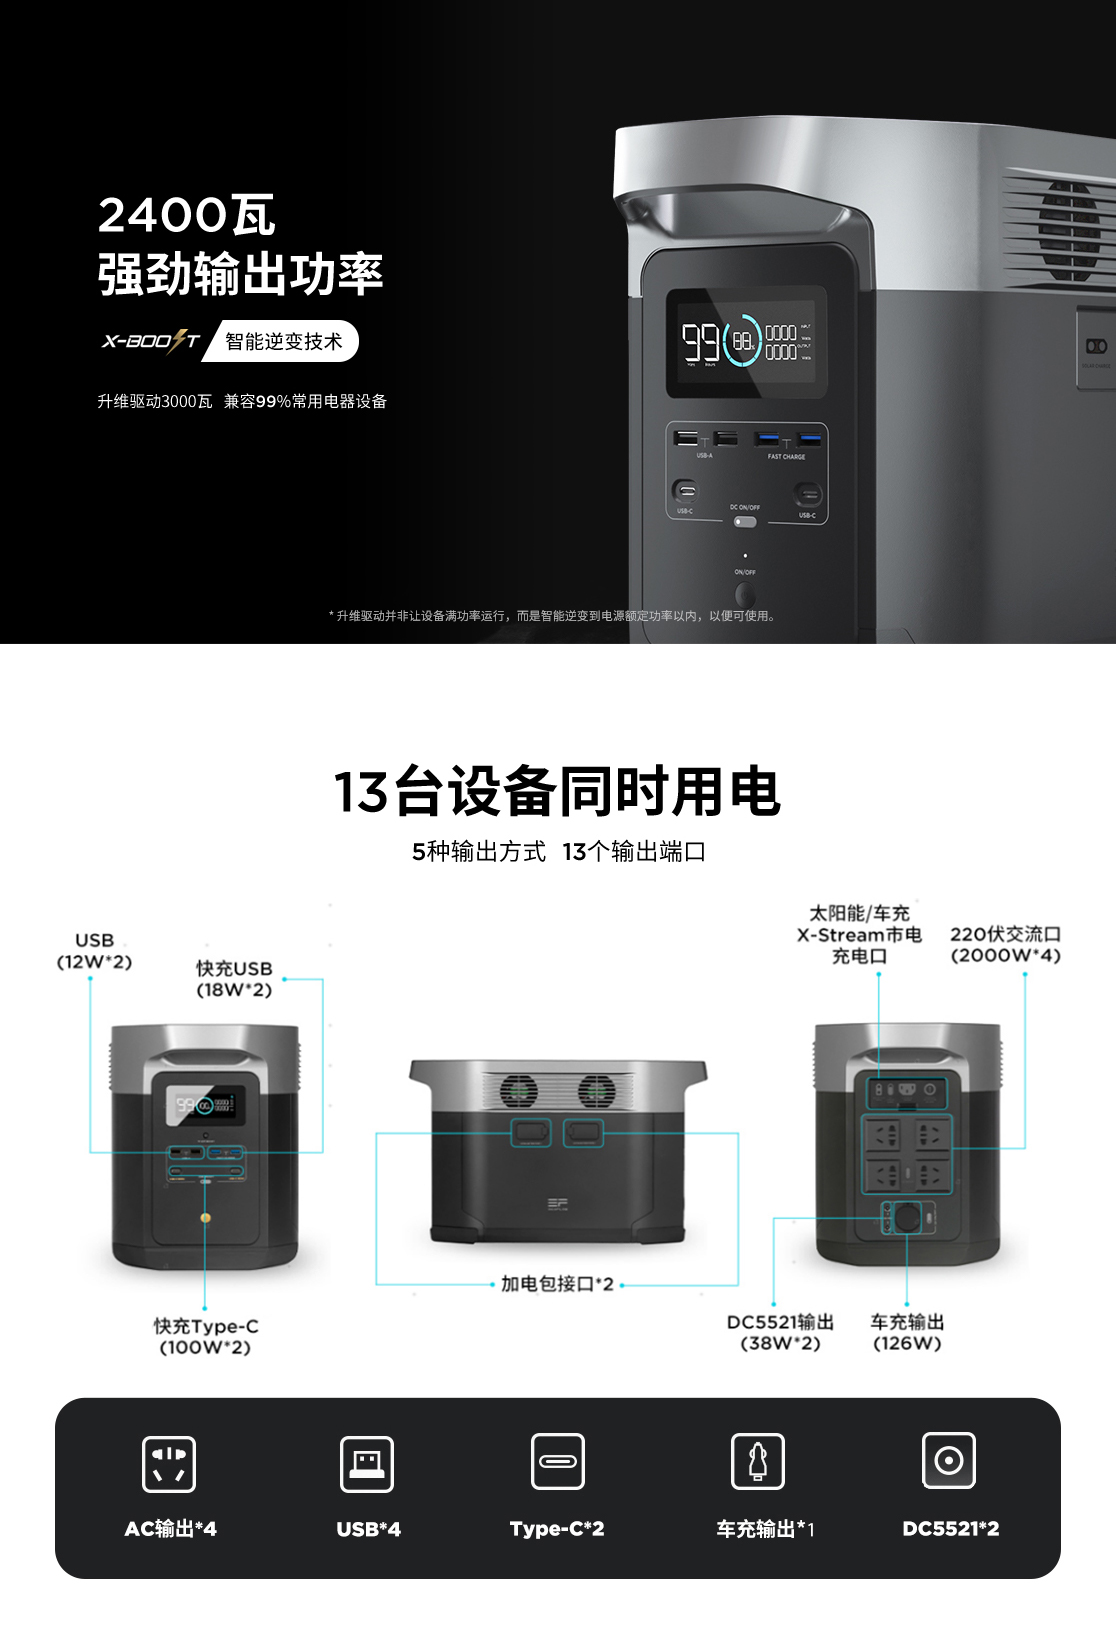 2400瓦
强劲输出功率
X-BOOST 智能逆变技术
升维驱动3000瓦 兼容99%常用电器设备
USB-A
FAST CHARGE
USB-C
DC ON/OFF
USB-C
ON/OFF
* 升维驱动并非让设备满功率运行，而是智能逆变到电源额定功率以内，以便可使用。
13台设备同时用电
5种输出方式 13个输出端口
USB
(12W*2)
快充USB
(18W*2)
太阳能/车充
X-Stream市电
充电口
220伏交流口
(2000W*4)
加电包接口*2
快充Type-C
(100W*2)
DC5521输出
(38W*2)
车充输出
(126W)
AC输出*4
USB*4
Type-C*2
车充输出*1
DC5521*2